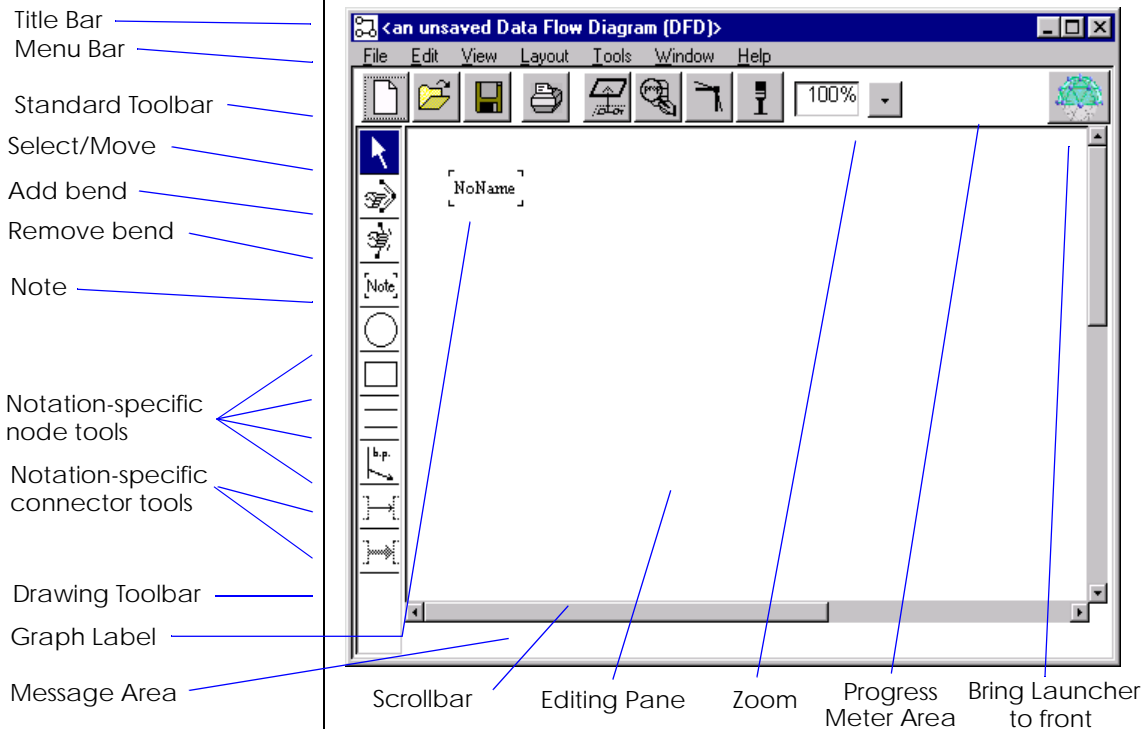 Title Bar
Menu Bar
Standard Toolbar
Select/Move
Add bend
Remove bend
Note
Notation-specific
node tools
Notation-specific
connector tools
Drawing Toolbar
Graph Label
Message Area
<an unsaved Data Flow Diagram (DFD)>
File Edit View Layout Tools Window Help
prop
100%
NoName
Note
b.p.
Scrollbar
Editing Pane
Zoom
Progress
Meter Area
Bring Launcher
to front